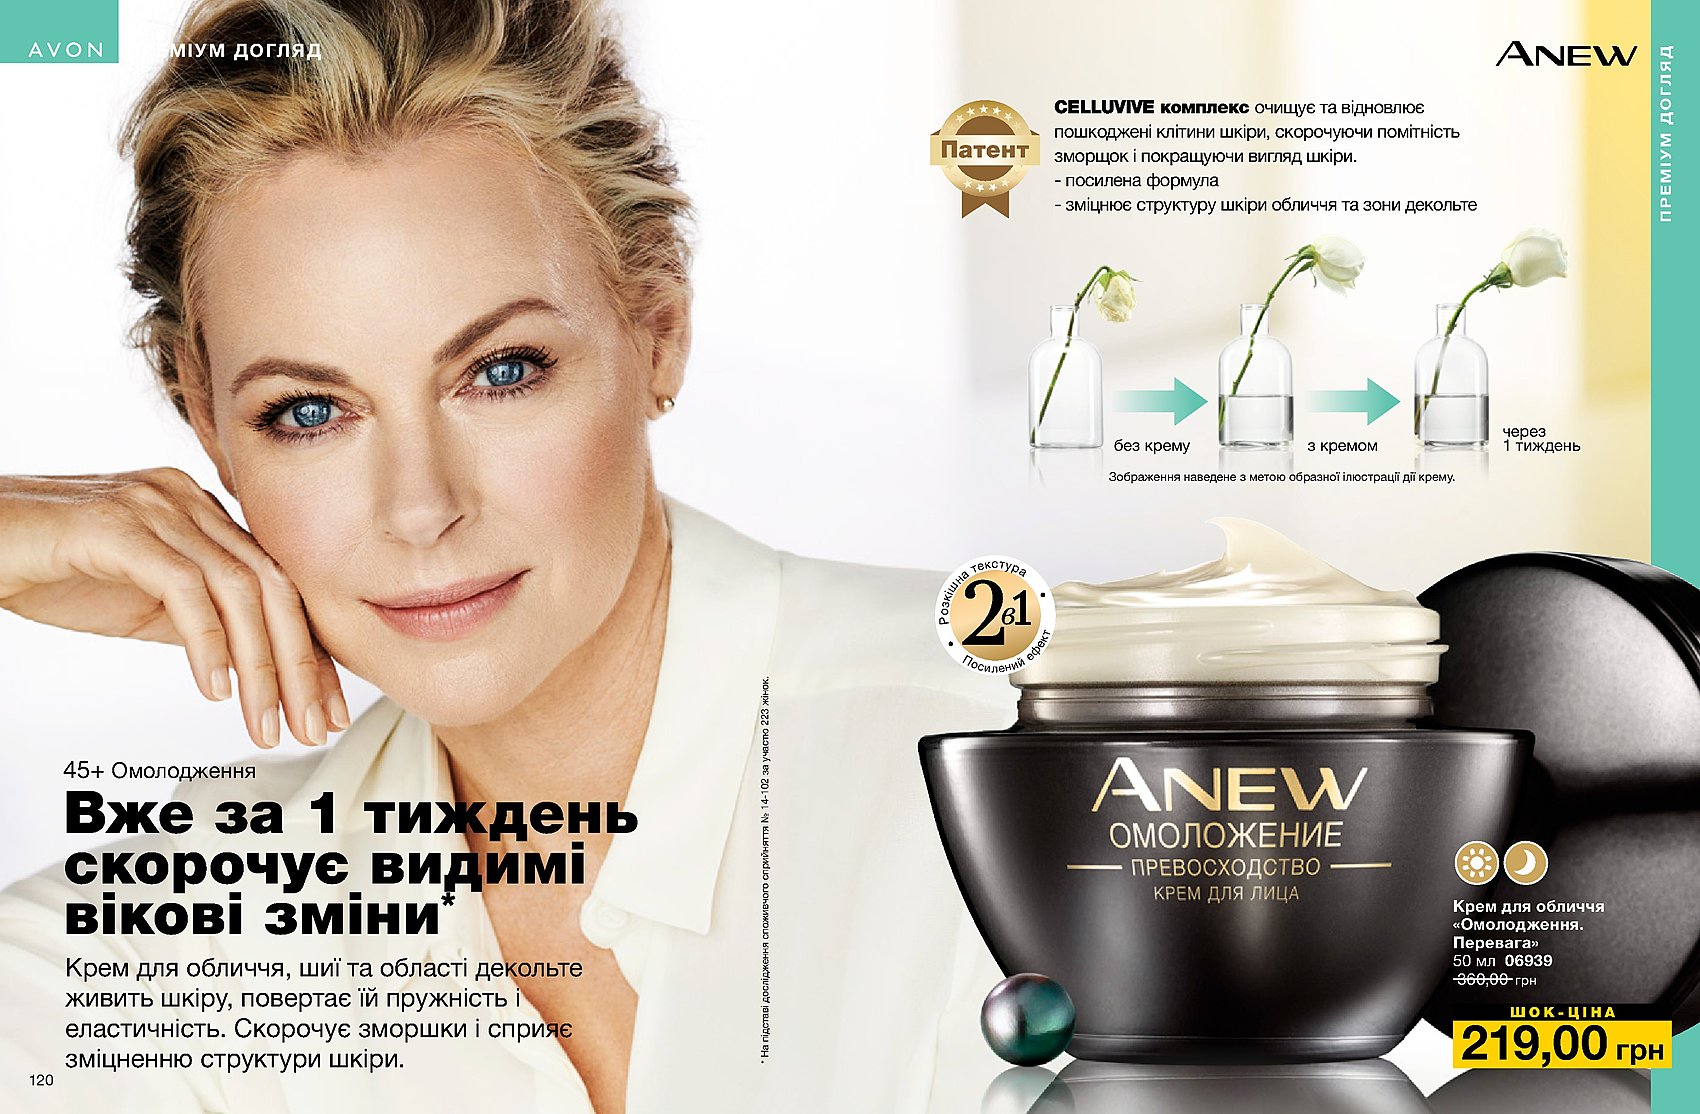 AVON
ПРЕМІУМ ДОГЛЯД
45+ Омолодження
Вже за 1 тиждень
скорочує видимі
вікові зміни*
Крем для обличчя, шиї та області декольте
живить шкіру, повертає їй пружність і
еластичність. Скорочує зморшки і сприяє
зміцненню структури шкіри.
120
* На підставі дослідження споживчого сприйняття № 14-102 за участю 223 жінок.
ANEW
ПРЕМІУМ ДОГЛЯД
Патент
CELLUVIVE комплекс очищує та відновлює
пошкоджені клітини шкіри, скорочуючи помітність
зморщок і покращуючи вигляд шкіри.
- посилена формула
- зміцнює структуру шкіри обличчя та зони декольте
без крему
з кремом
через
1 тиждень
Зображення наведене з метою образної ілюстрації дії крему.
Розкішна текстура
2в1
Посилений ефект
ANEW
ОМОЛОЖЕНИЕ
ПРЕВОСХОДСТВО
КРЕМ ДЛЯ ЛИЦА
Крем для обличчя
«Омолодження.
Перевага»
50 мл 06939
360,00 грн
ШОК-ЦІНА
219,00 грн